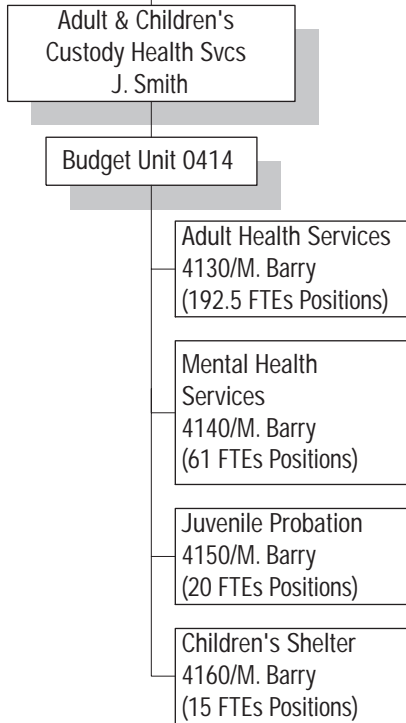 Adult & Children's
Custody Health Svcs
J. Smith
Budget Unit 0414
Adult Health Services
4130/M. Barry
(192.5 FTEs Positions)
Mental Health
Services
4140/M. Barry
(61 FTEs Positions)
Juvenile Probation
4150/M. Barry
(20 FTEs Positions)
Children's Shelter
4160/M. Barry
(15 FTEs Positions)